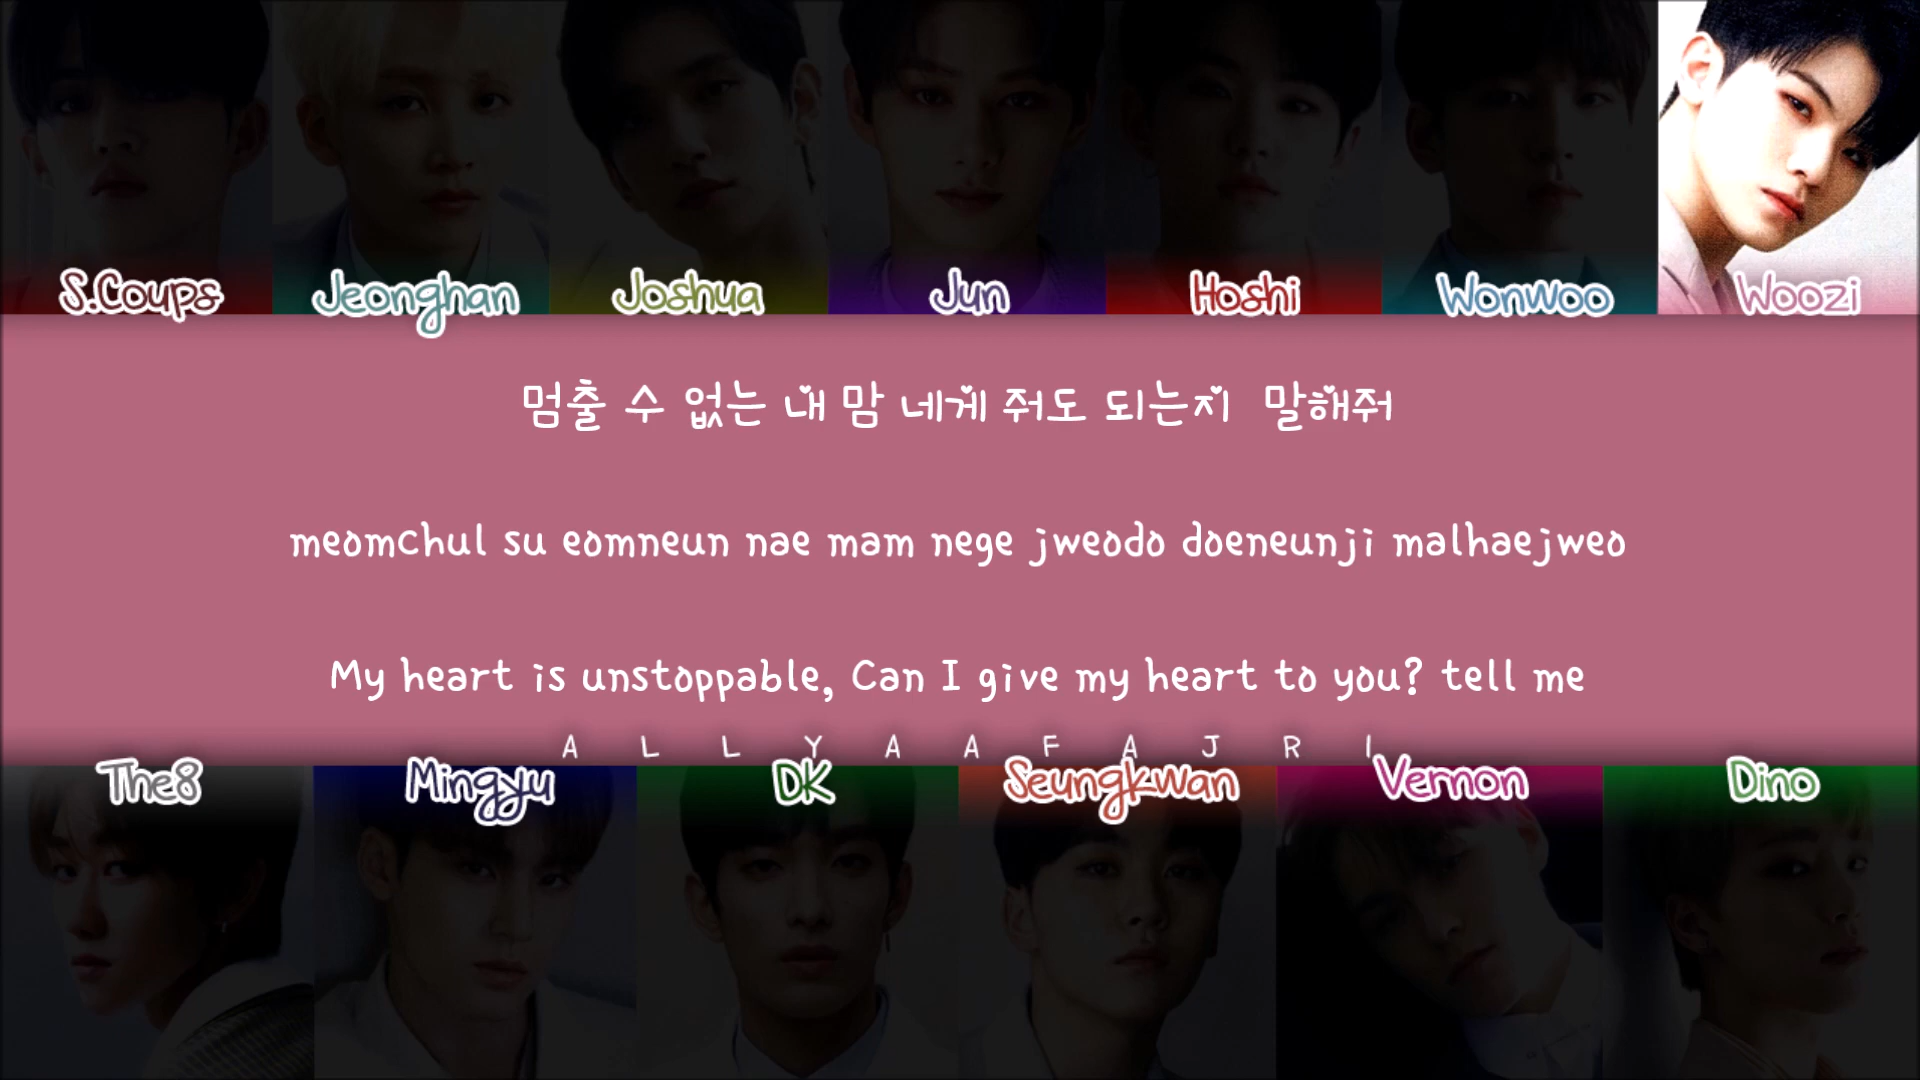 S.Coups Jeonghan Joshua Jun Hoshi Wonwoo Woozi
멈출 수 없는 내 맘 네게 줘도 되는지 말해줘
meomchul su eomneun nae mam nege jweodo doeneunji malhaejweo
My heart is unstoppable, Can I give my heart to you? tell me
A L L Y A A F A J R I
The8 Mingyu DK Seungkwan Vernon Dino